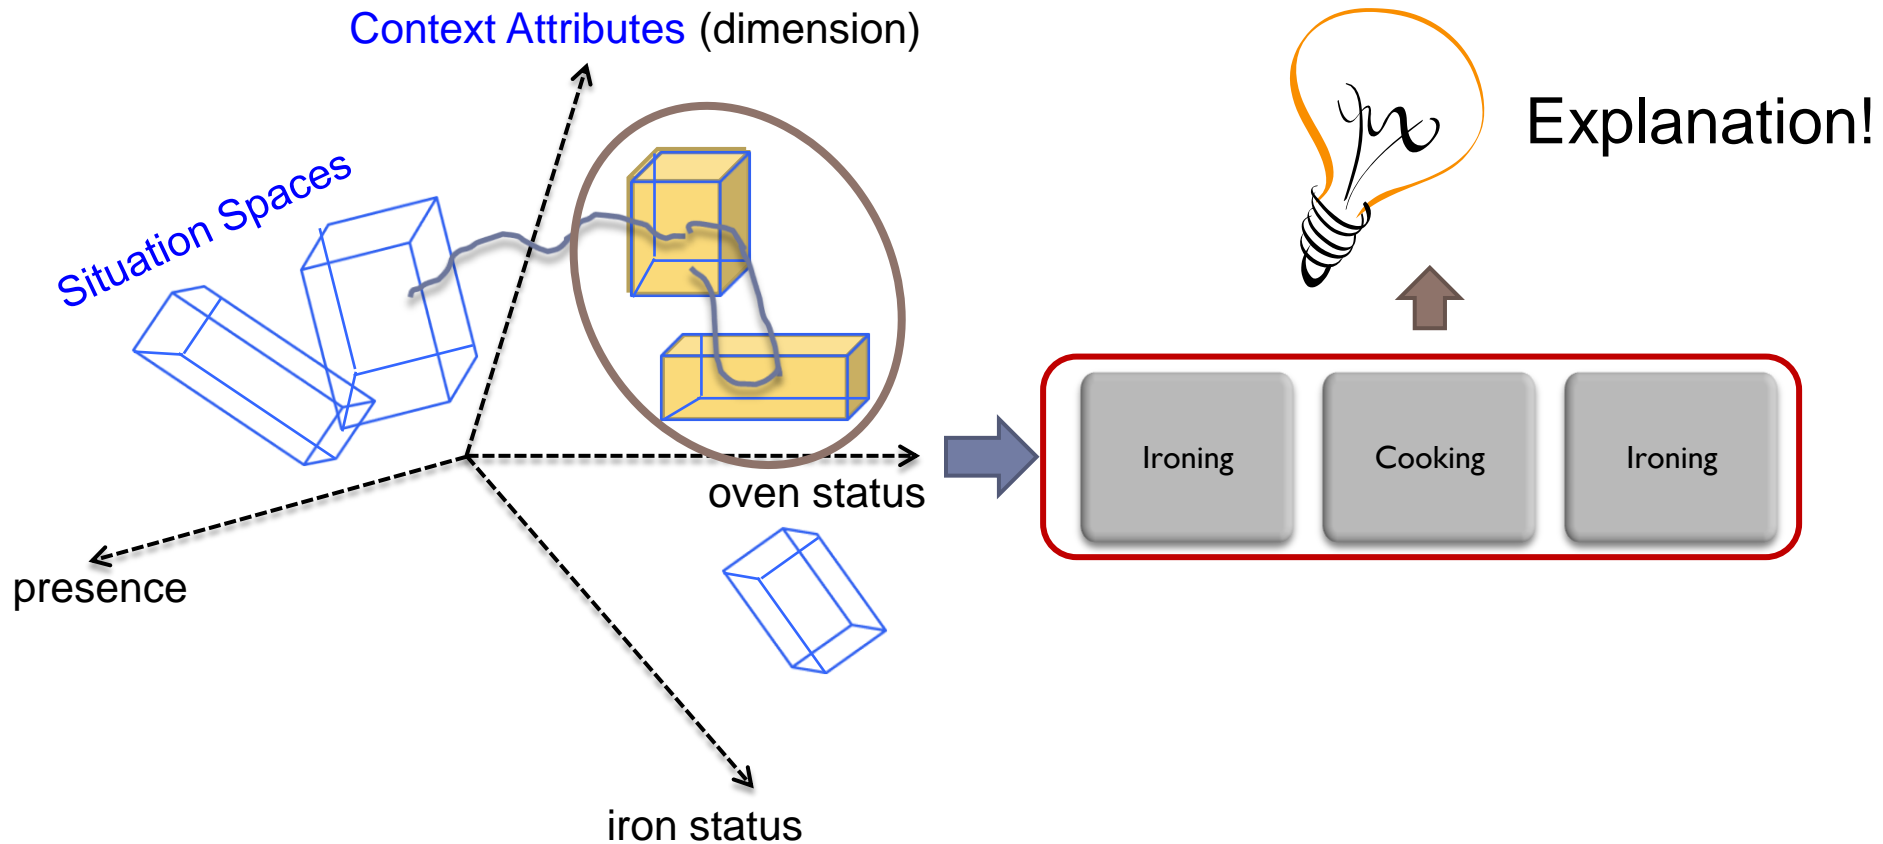 Context Attributes (dimension)
Situation Spaces
Explanation!
Ironing
Cooking
Ironing
oven status
presence
iron status